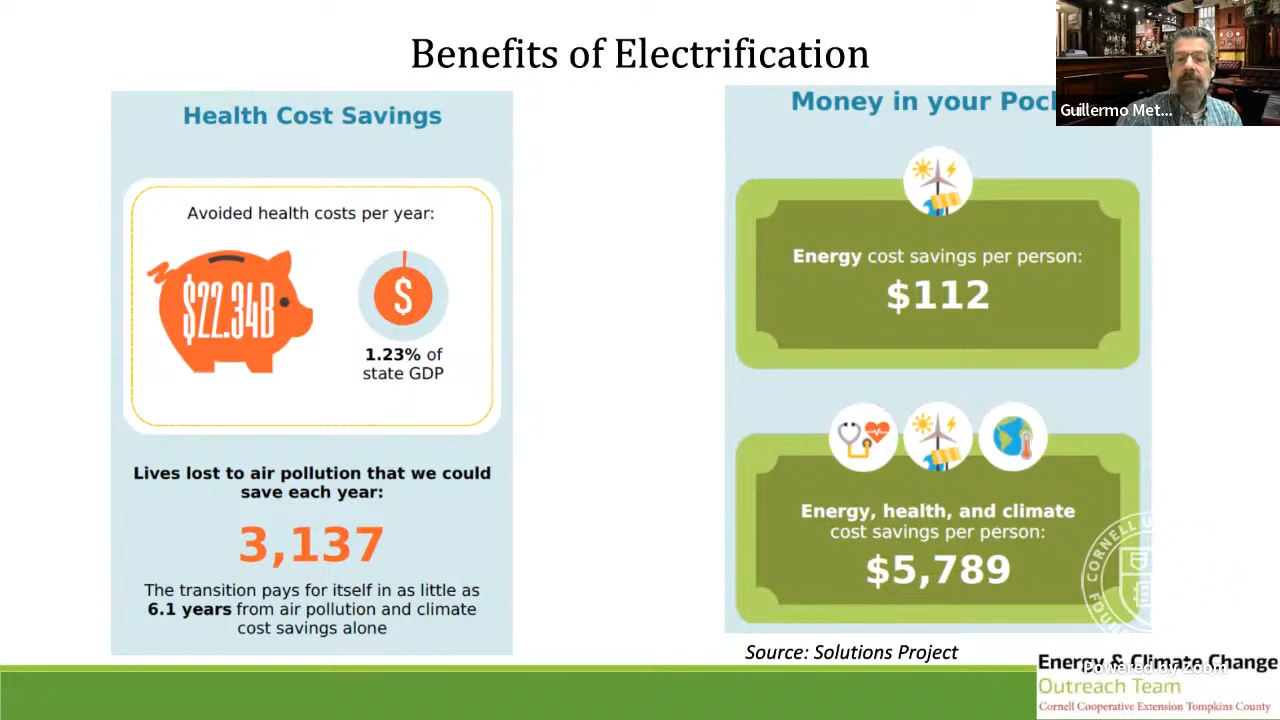 Benefits of Electrification
Health Cost Savings
Avoided health costs per year:
$22.34B
$
1.23% of
state GDP
Lives lost to air pollution that we could
save each year:
3,137
The transition pays for itself in as little as
6.1 years from air pollution and climate
cost savings alone
Money in your
Energy cost savings per person:
$112
Energy, health, and climate
cost savings per person:
$5,789
Source: Solutions Project
Guillermo Met...
CORNELL
Energy & Climate Change
Powered by Zoom
Outreach Team
Cornell Cooperative Extension Tompkins County